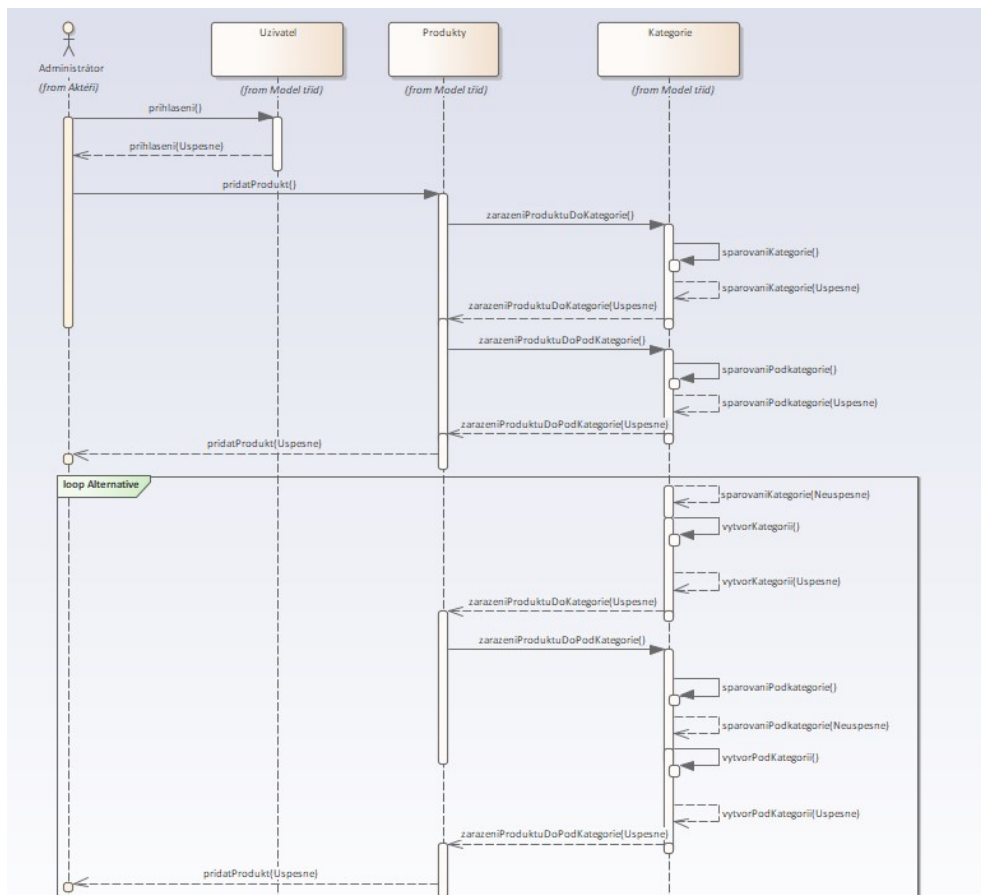 Uzivatel
Produkty
Kategorie
Administrátor
(from Aktéři)
(from Model tříd)
(from Model tříd)
(from Model tříd)
prihlaseni()
prihlaseni(Uspesne)
pridatProdukt()
zarazeniProduktuDoKategorie()
sparovaniKategorie()
sparovaniKategorie(Uspesne)
zarazeniProduktuDoKategorie(Uspesne)
zarazeniProduktuDoPodKategorie()
sparovaniPodkategorie()
sparovaniPodkategorie(Uspesne)
zarazeniProduktuDoPodKategorie(Uspesne)
pridatProdukt(Uspesne)
loop Alternative
sparovaniKategorie(Neuspesne)
vytvorKategorii()
vytvorKategorii(Uspesne)
zarazeniProduktuDoKategorie(Uspesne)
zarazeniProduktuDoPodKategorie()
sparovaniPodkategorie()
sparovaniPodkategorie(Neuspesne)
vytvorPodKategorii()
vytvorPodKategorii(Uspesne)
zarazeniProduktuDoPodKategorie(Uspesne)
pridatProdukt(Uspesne)